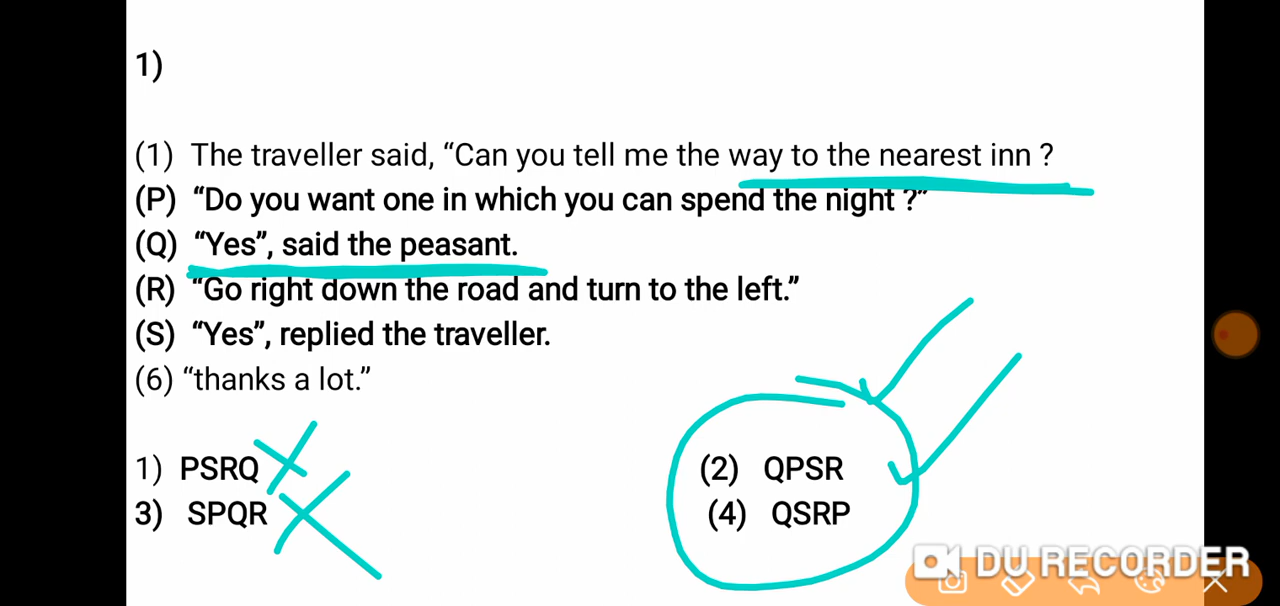 1)
(1) The traveller said, “Can you tell me the way to the nearest inn ?
(P) “Do you want one in which you can spend the night ?”
(Q) “Yes”, said the peasant.
(R) “Go right down the road and turn to the left.”
(S) “Yes”, replied the traveller.
(6) “thanks a lot.”
1) PSRQ (2) QPSR
3) SPQR (4) QSRP
DU RECORDER